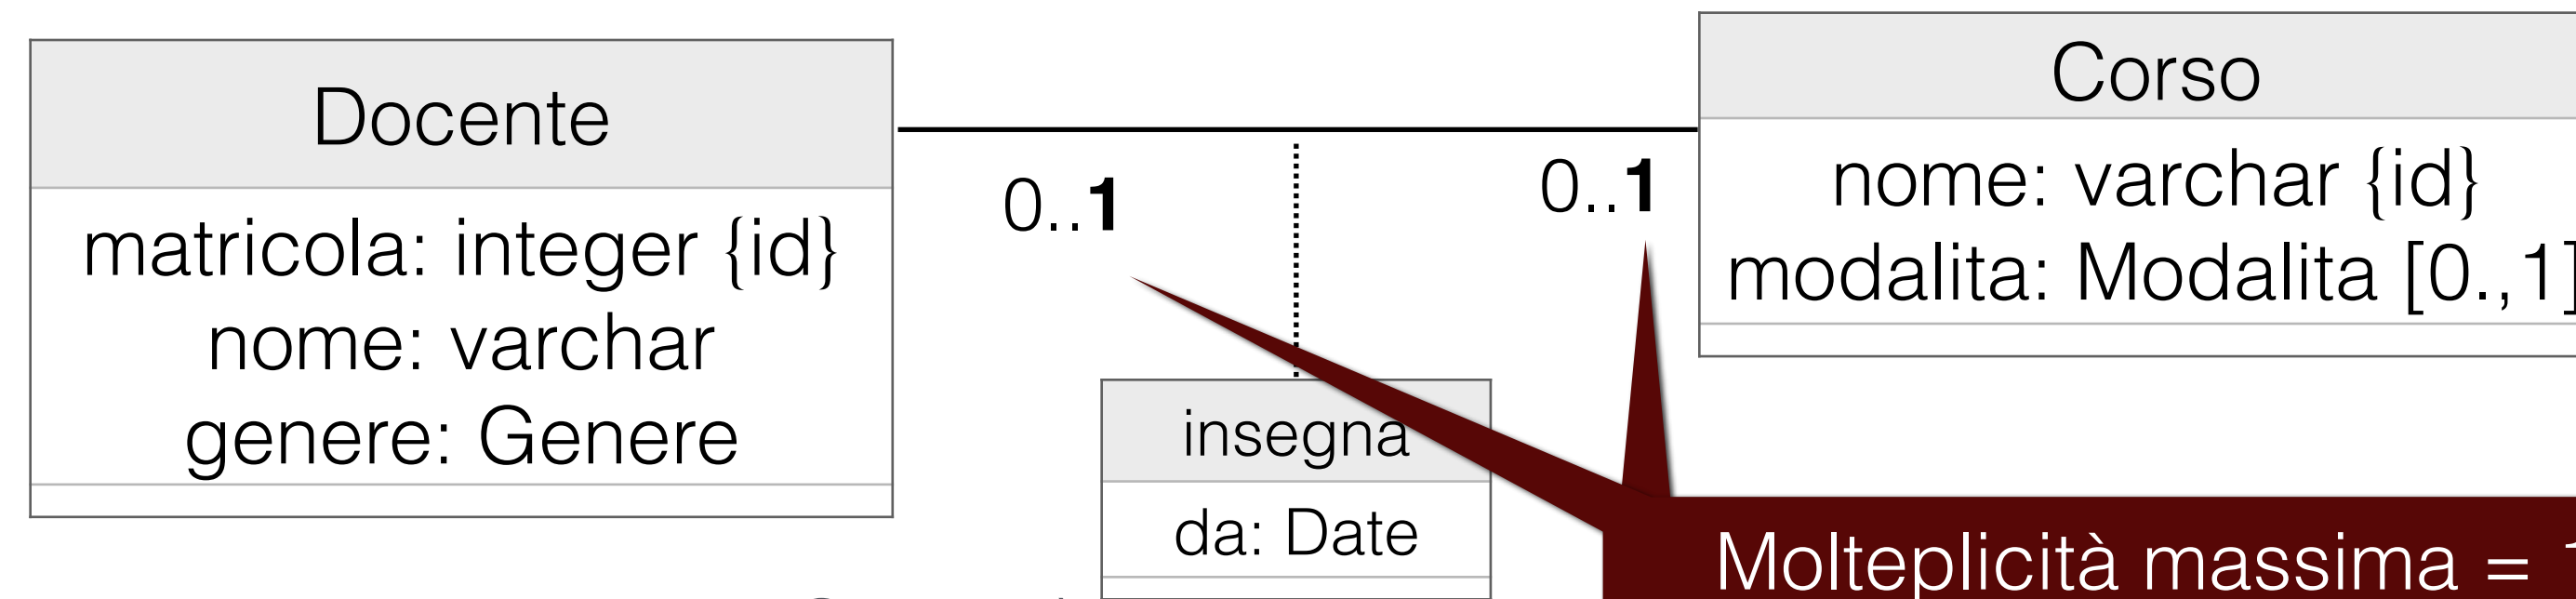 Docente
matricola: integer {id}
nome: varchar
genere: Genere
0..1
0..1
Corso
nome: varchar {id}
modalita: Modalita [0.,1]
insegna
da: Date
Molteplicità massima = 1